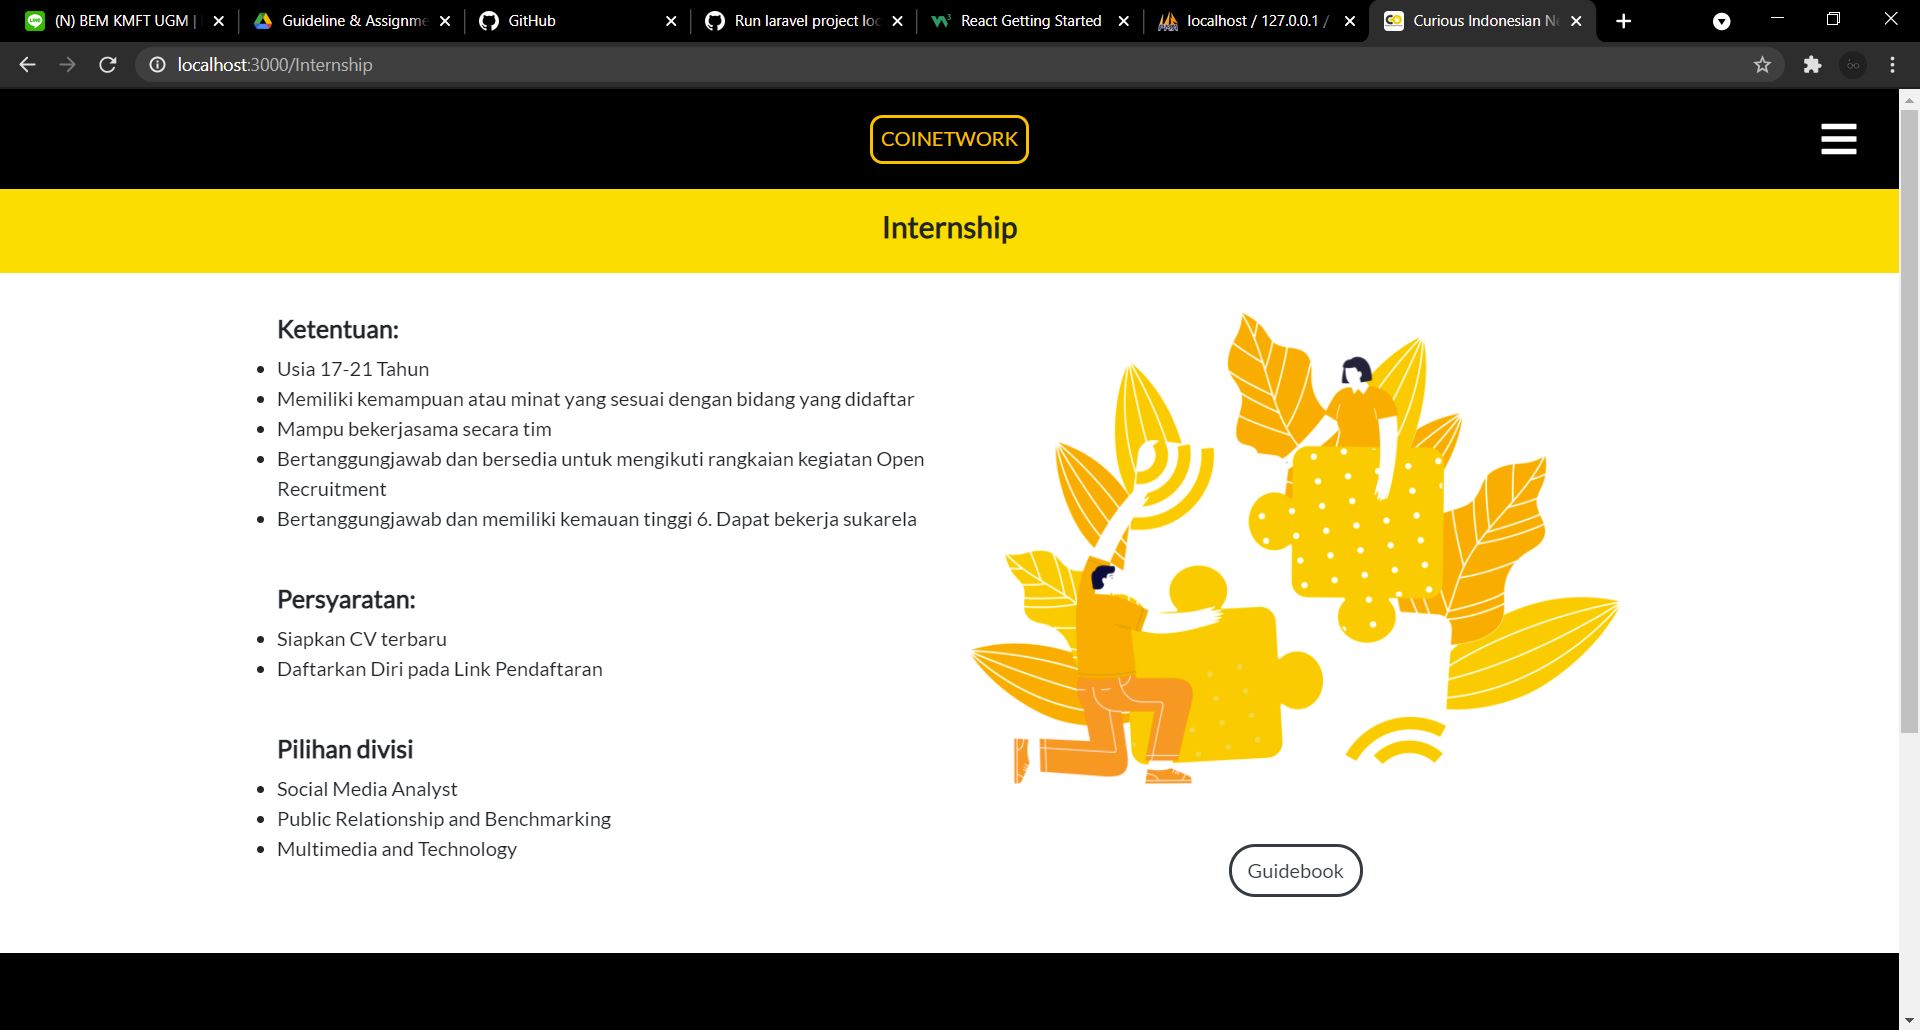 (N) BEM KMFT UGM |
Guideline & Assignme
GitHub
Run laravel project loc
React Getting Started
localhost / 127.0.0.1 /
Curious Indonesian Ne
localhost:3000/Internship
COINETWORK
Internship
Ketentuan:
• Usia 17-21 Tahun
• Memiliki kemampuan atau minat yang sesuai dengan bidang yang didaftar
• Mampu bekerjasama secara tim
• Bertanggungjawab dan bersedia untuk mengikuti rangkaian kegiatan Open
Recruitment
• Bertanggungjawab dan memiliki kemauan tinggi 6. Dapat bekerja sukarela
Persyaratan:
• Siapkan CV terbaru
• Daftarkan Diri pada Link Pendaftaran
Pilihan divisi
• Social Media Analyst
• Public Relationship and Benchmarking
• Multimedia and Technology
Guidebook